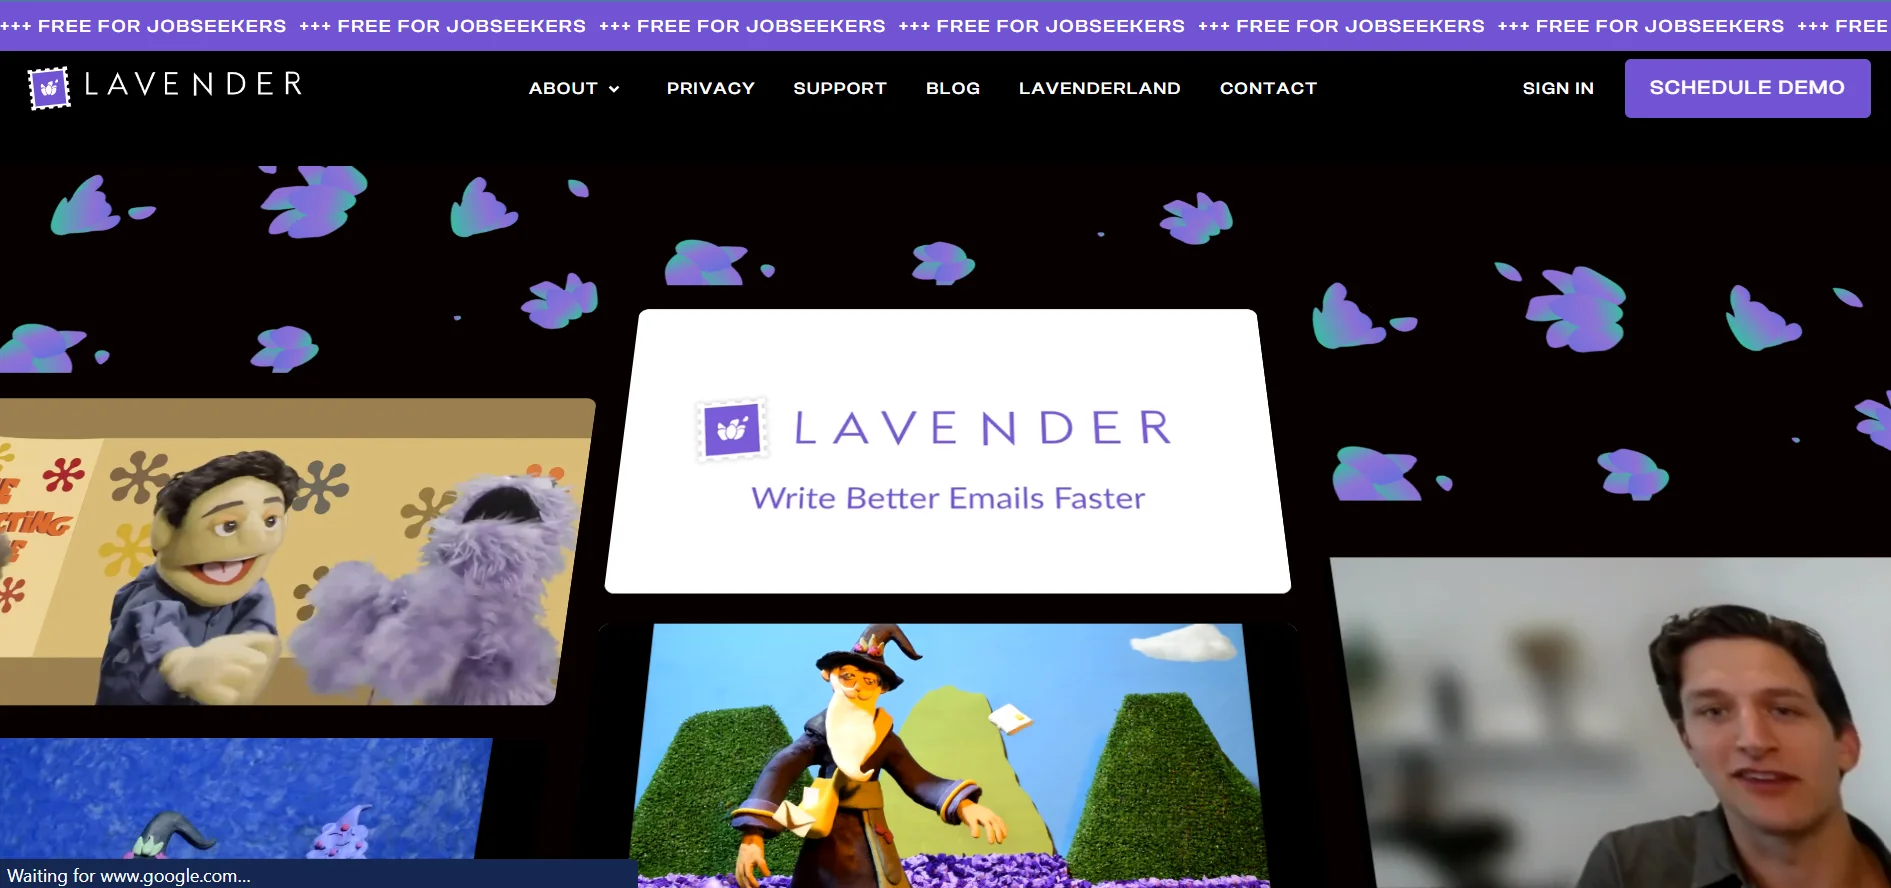 +++ FREE FOR JOBSEEKERS +++ FREE FOR JOBSEEKERS +++ FREE FOR JOBSEEKERS +++ FREE FOR JOBSEEKERS +++ FREE FOR JOBSEEKERS +++ FREE FOR JOBSEEKERS +++ FREE
LAVENDER ABOUT PRIVACY SUPPORT BLOG LAVENDERLAND CONTACT SIGN IN SCHEDULE DEMO
LAVENDER
Write Better Emails Faster
Waiting for www.google.com...